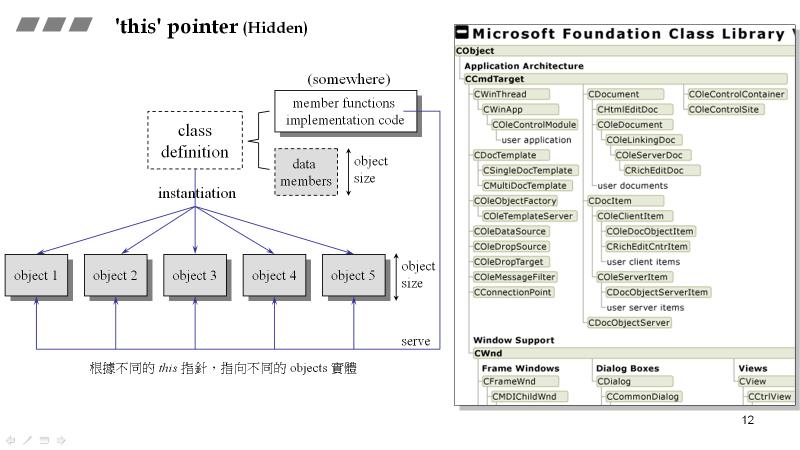 'this' pointer (Hidden)
(somewhere)
member functions
implementation code
class
definition
data
members
object
size
instantiation
object 1
object 2
object 3
object 4
object 5
object
size
serve
根據不同的 this 指針，指向不同的 objects 實體
Microsoft Foundation Class Library
CObject
Application Architecture
CCmdTarget
CWinThread
CWinApp
COleControlModule
user application
CDocTemplate
CSingleDocTemplate
CMultiDocTemplate
COleObjectFactory
COleTemplateServer
COleDataSource
COleDropSource
COleDropTarget
COleMessageFilter
CConnectionPoint
CDocument
CHtmlEditDoc
COleDocument
COleLinkingDoc
COleServerDoc
CRichEditDoc
user documents
CDocItem
COleClientItem
COleDocObjectItem
CRichEditCntrItem
user client items
COleServerItem
CDocObjectServerItem
user server items
CDocObjectServer
COleControlContainer
COleControlSite
Window Support
CWnd
Frame Windows
CFrameWnd
CMDIChildWnd
Dialog Boxes
CDialog
CCommonDialog
Views
CView
CCtrlView
12